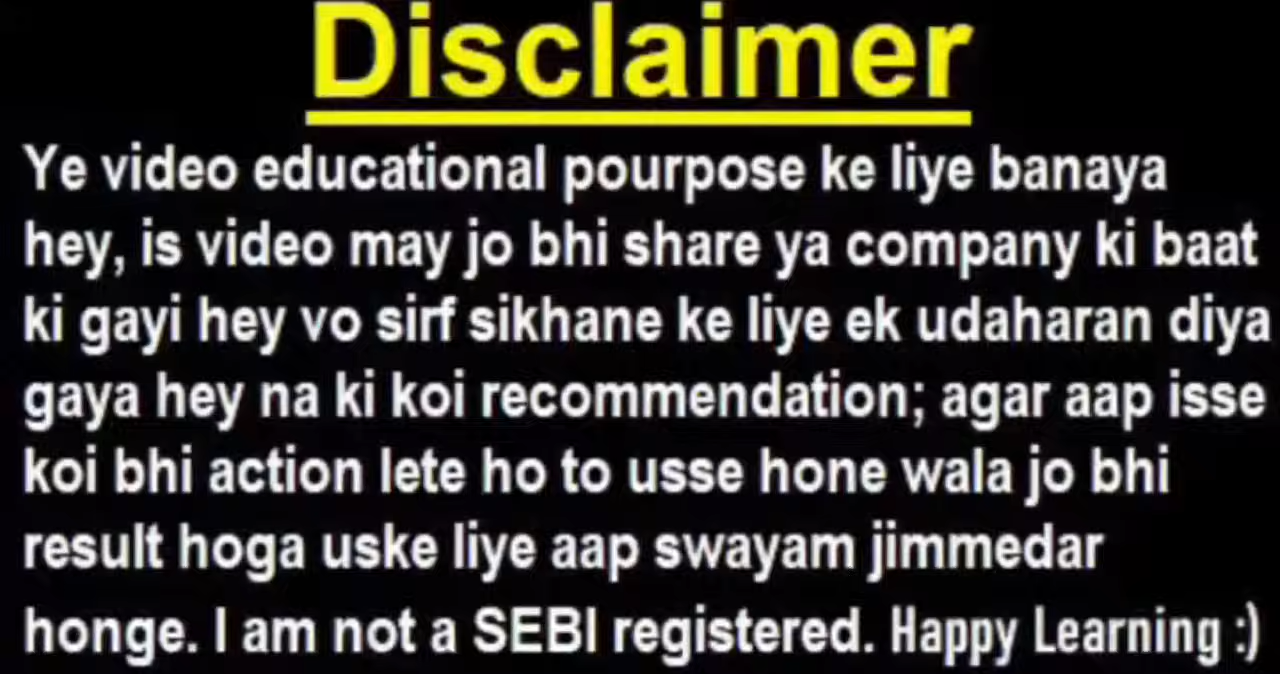 Disclaimer
Ye video educational pourpose ke liye banaya
hey, is video may jo bhi share ya company ki baat
ki gayi hey vo sirf sikhane ke liye ek udaharan diya
gaya hey na ki koi recommendation; agar aap isse
koi bhi action lete ho to usse hone wala jo bhi
result hoga uske liye aap swayam jimmedar
honge. I am not a SEBI registered. Happy Learning :)